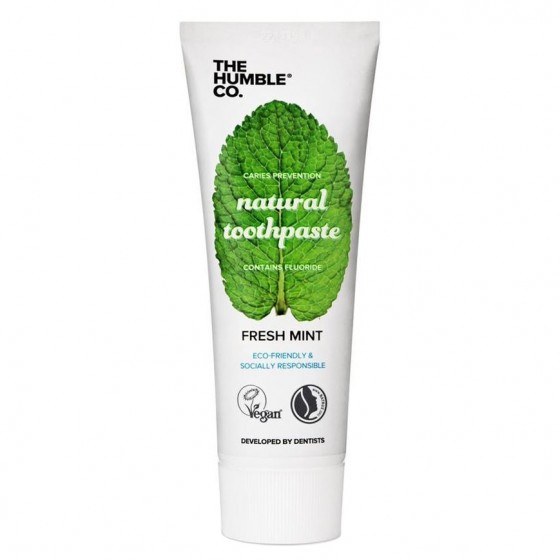 THE
HUMBLE®
CO.
CARIES PREVENTION
natural
toothpaste
CONTAINS FLUORIDE
FRESH MINT
ECO-FRIENDLY &
SOCIALLY RESPONSIBLE
Vegan
DEVELOPED BY DENTISTS